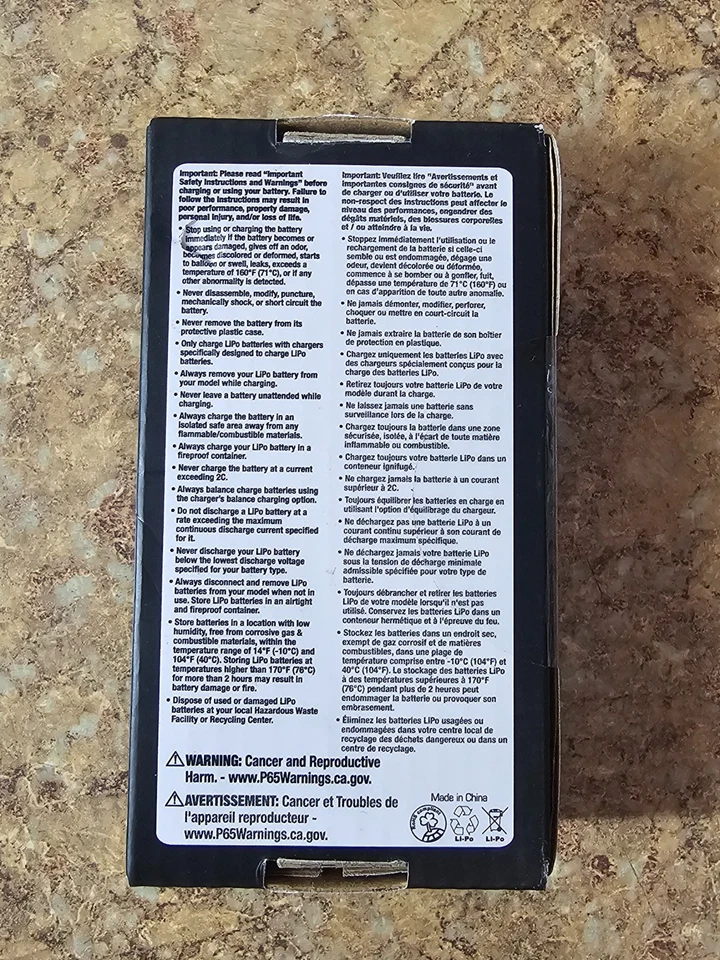 Important: Please read "Important
Safety Instructions and Warnings" before
charging or using your battery. Failure to
follow the instructions may result in
poor performance, property damage,
personal injury, and/or loss of life.
• Stop using or charging the battery
immediately if the battery becomes or
appears damaged, gives off an odor,
becomes discolored or deformed, starts
to balloon or swell, leaks, exceeds a
temperature of 160°F (71°C), or if any
other abnormality is detected.
• Never disassemble, modify, puncture,
mechanically shock, or short circuit the
battery.
• Never remove the battery from its
protective plastic case.
• Only charge LiPo batteries with chargers
specifically designed to charge LiPo
batteries.
• Always remove your LiPo battery from
your model while charging.
• Never leave a battery unattended while
charging.
• Always charge the battery in an
isolated safe area away from any
flammable/combustible materials.
• Always charge your LiPo battery in a
fireproof container.
• Never charge the battery at a current
exceeding 2C.
• Always balance charge batteries using
the charger's balance charging option.
• Do not discharge a LiPo battery at a
rate exceeding the maximum
continuous discharge current specified
for it.
• Never discharge your LiPo battery
below the lowest discharge voltage
specified for your battery type.
• Always disconnect and remove LiPo
batteries from your model when not in
use. Store LiPo batteries in an airtight
and fireproof container.
• Store batteries in a location with low
humidity, free from corrosive gas &
combustible materials, within the
temperature range of 14°F (-10°C) and
104°F (40°C). Storing LiPo batteries at
temperatures higher than 170°F (76°C)
for more than 2 hours may result in
battery damage or fire.
• Dispose of used or damaged LiPo
batteries at your local Hazardous Waste
Facility or Recycling Center.
Important: Veuillez lire "Avertissements et
importantes consignes de sécurité" avant
de charger ou d'utiliser votre batterie. Le
non-respect des instructions peut affecter le
niveau des performances, engendrer des
dégâts matériels, des blessures corporelles
et / ou atteindre à la vie.
• Stoppez immédiatement l'utilisation ou le
rechargement de la batterie si celle-ci
semble ou est endommagée, dégage une
odeur, devient décolorée ou déformée,
commence à se bomber ou à gonfler, fuit,
dépasse une température de 71°C (160°F) ou
en cas d'apparition de toute autre anomalie.
• Ne jamais démonter, modifier, perforer,
choquer ou mettre en court-circuit la
batterie.
• Ne jamais extraire la batterie de son boîtier
de protection en plastique.
• Chargez uniquement les batteries LiPo avec
des chargeurs spécialement conçus pour la
charge des batteries LiPo.
• Retirez toujours votre batterie LiPo de votre
modèle durant la charge.
• Ne laissez jamais une batterie sans
surveillance lors de la charge.
• Chargez toujours la batterie dans une zone
sécurisée, isolée, à l'écart de toute matière
inflammable ou combustible.
• Chargez toujours votre batterie LiPo dans un
conteneur ignifugé.
• Ne chargez jamais la batterie à un courant
supérieur à 2C.
• Toujours équilibrer les batteries en charge en
utilisant l'option d'équilibrage du chargeur.
• Ne déchargez pas une batterie LiPo à un
courant continu supérieur à son courant de
décharge maximum spécifique.
• Ne déchargez jamais votre batterie LiPo
sous la tension de décharge minimale
admissible spécifiée pour votre type de
batterie.
• Toujours débrancher et retirer les batteries
LiPo de votre modèle lorsqu'il n'est pas
utilisé. Conservez les batteries LiPo dans un
conteneur hermétique et à l'épreuve du feu.
• Stockez les batteries dans un endroit sec,
exempt de gaz corrosif et de matières
combustibles, dans une plage de
température comprise entre -10°C (104°F) et
40°C (104°F). Le stockage des batteries LiPo
à des températures supérieures à 170°F
(76°C) pendant plus de 2 heures peut
endommager la batterie ou provoquer son
embrasement.
• Éliminez les batteries LiPo usagées ou
endommagées dans votre centre local de
recyclage des déchets dangereux ou dans un
centre de recyclage.
WARNING: Cancer and Reproductive
Harm. - www.P65Warnings.ca.gov.
AVERTISSEMENT: Cancer et Troubles de
l'appareil reproducteur -
www.P65Warnings.ca.gov.
Made in China
RoHS compliant
Li-Po
Li-Po